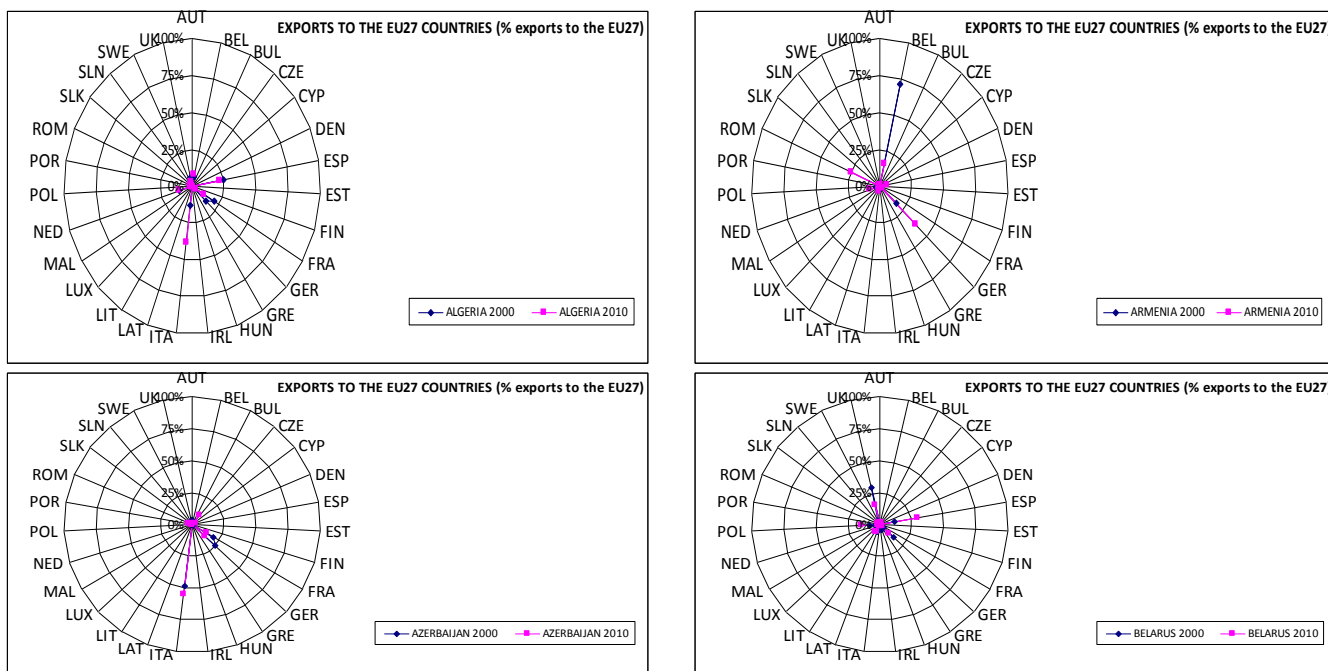 AUT
EXPORTS TO THE EU27 COUNTRIES (% exports to the EU27)
100%
75%
50%
25%
0%
BEL
BUL
CZE
CYP
DEN
ESP
EST
FIN
FRA
GER
GRE
HUN
IRL
ITA
LAT
LIT
LUX
MAL
NED
POL
POR
ROM
SLK
SLN
SWE
UK
ALGERIA 2000
ALGERIA 2010
AUT
EXPORTS TO THE EU27 COUNTRIES (% exports to the EU27)
100%
75%
50%
25%
0%
BEL
BUL
CZE
CYP
DEN
ESP
EST
FIN
FRA
GER
GRE
HUN
IRL
ITA
LAT
LIT
LUX
MAL
NED
POL
POR
ROM
SLK
SLN
SWE
UK
ARMENIA 2000
ARMENIA 2010
AUT
EXPORTS TO THE EU27 COUNTRIES (% exports to the EU27)
100%
75%
50%
25%
0%
BEL
BUL
CZE
CYP
DEN
ESP
EST
FIN
FRA
GER
GRE
HUN
IRL
ITA
LAT
LIT
LUX
MAL
NED
POL
POR
ROM
SLK
SLN
SWE
UK
AZERBAIJAN 2000
AZERBAIJAN 2010
AUT
EXPORTS TO THE EU27 COUNTRIES (% exports to the EU27)
100%
75%
50%
25%
0%
BEL
BUL
CZE
CYP
DEN
ESP
EST
FIN
FRA
GER
GRE
HUN
IRL
ITA
LAT
LIT
LUX
MAL
NED
POL
POR
ROM
SLK
SLN
SWE
UK
BELARUS 2000
BELARUS 2010